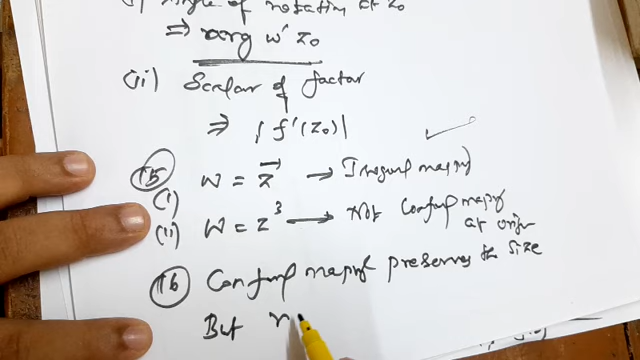 Angle of rotation at z₀
⇒ arg w' z₀
(ii) Scalar of factor
⇒ |f'(z₀)|
(15)
(i) w = z̄ → Isogonal mapping
(ii) w = z³ → Not Conformal mapping
at origin
(16) Conformal mapping preserves the size
But